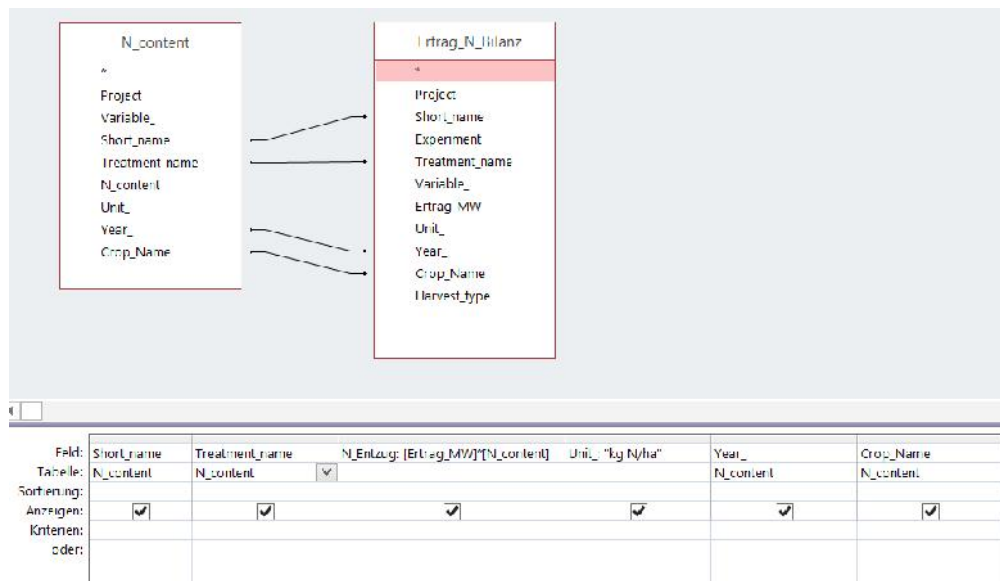 N_content
*
Project
Variable_
Short_name
Treatment_name
N_content
Unit_
Year_
Crop_Name
Ertrag_N_Bilanz
*
Project
Short_name
Experiment
Treatment_name
Variable_
Ertrag_MW
Unit_
Year_
Crop_Name
Harvest_type
Feld: Short_name Treatment_name N_Entzug: [Ertrag_MW]*[N_content] Unit_: "kg N/ha" Year_ Crop_Name
Tabelle: N_content N_content N_content N_content
Sortierung:
Anzeigen:
Kriterien:
oder: